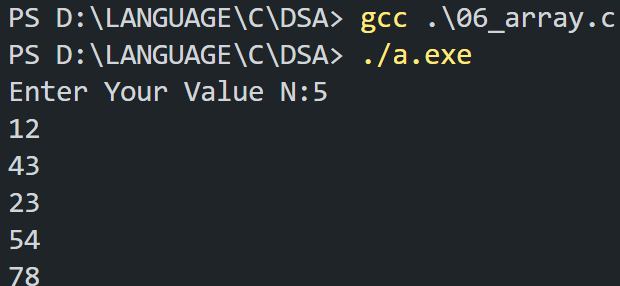 PS D:\LANGUAGE\C\DSA> gcc .\06_array.c
PS D:\LANGUAGE\C\DSA> ./a.exe
Enter Your Value N:5
12
43
23
54
78